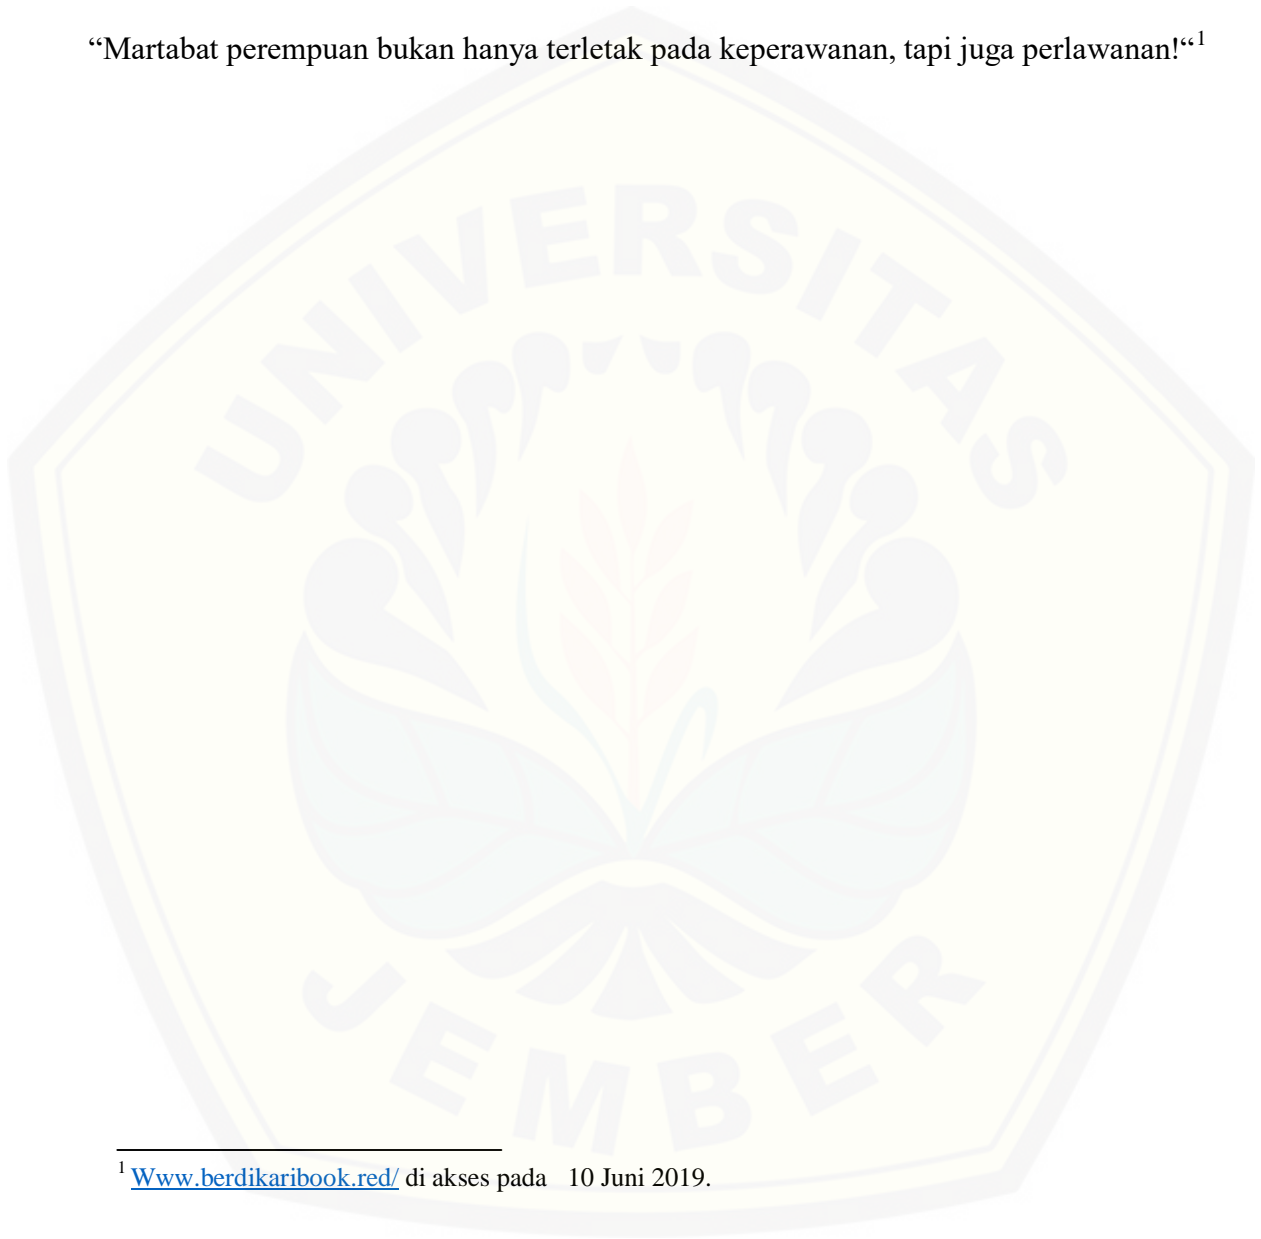 “Martabat perempuan bukan hanya terletak pada keperawanan, tapi juga perlawanan!“1
UNIVERSITAS
JEMBER
1 Www.berdikaribook.red/ di akses pada 10 Juni 2019.